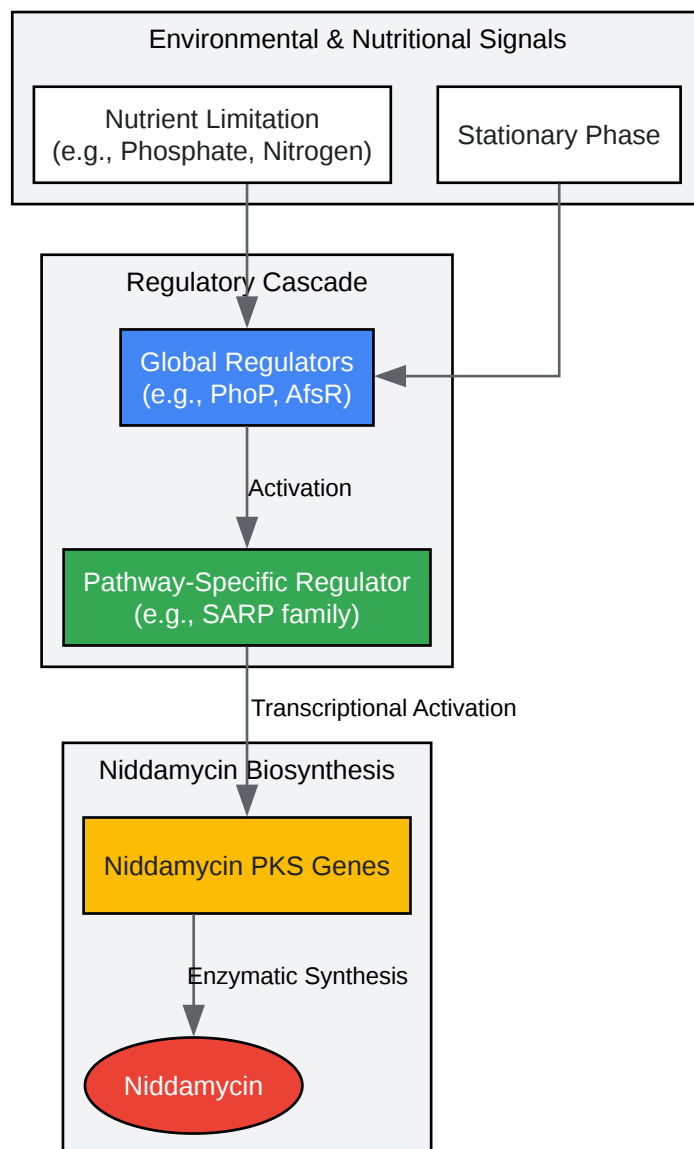 Environmental & Nutritional Signals
Nutrient Limitation
(e.g., Phosphate, Nitrogen)
Stationary Phase
Regulatory Cascade
Global Regulators
(e.g., PhoP, AfsR)
Activation
Pathway-Specific Regulator
(e.g., SARP family)
Transcriptional Activation
Niddamycin Biosynthesis
Niddamycin PKS Genes
Enzymatic Synthesis
Niddamycin